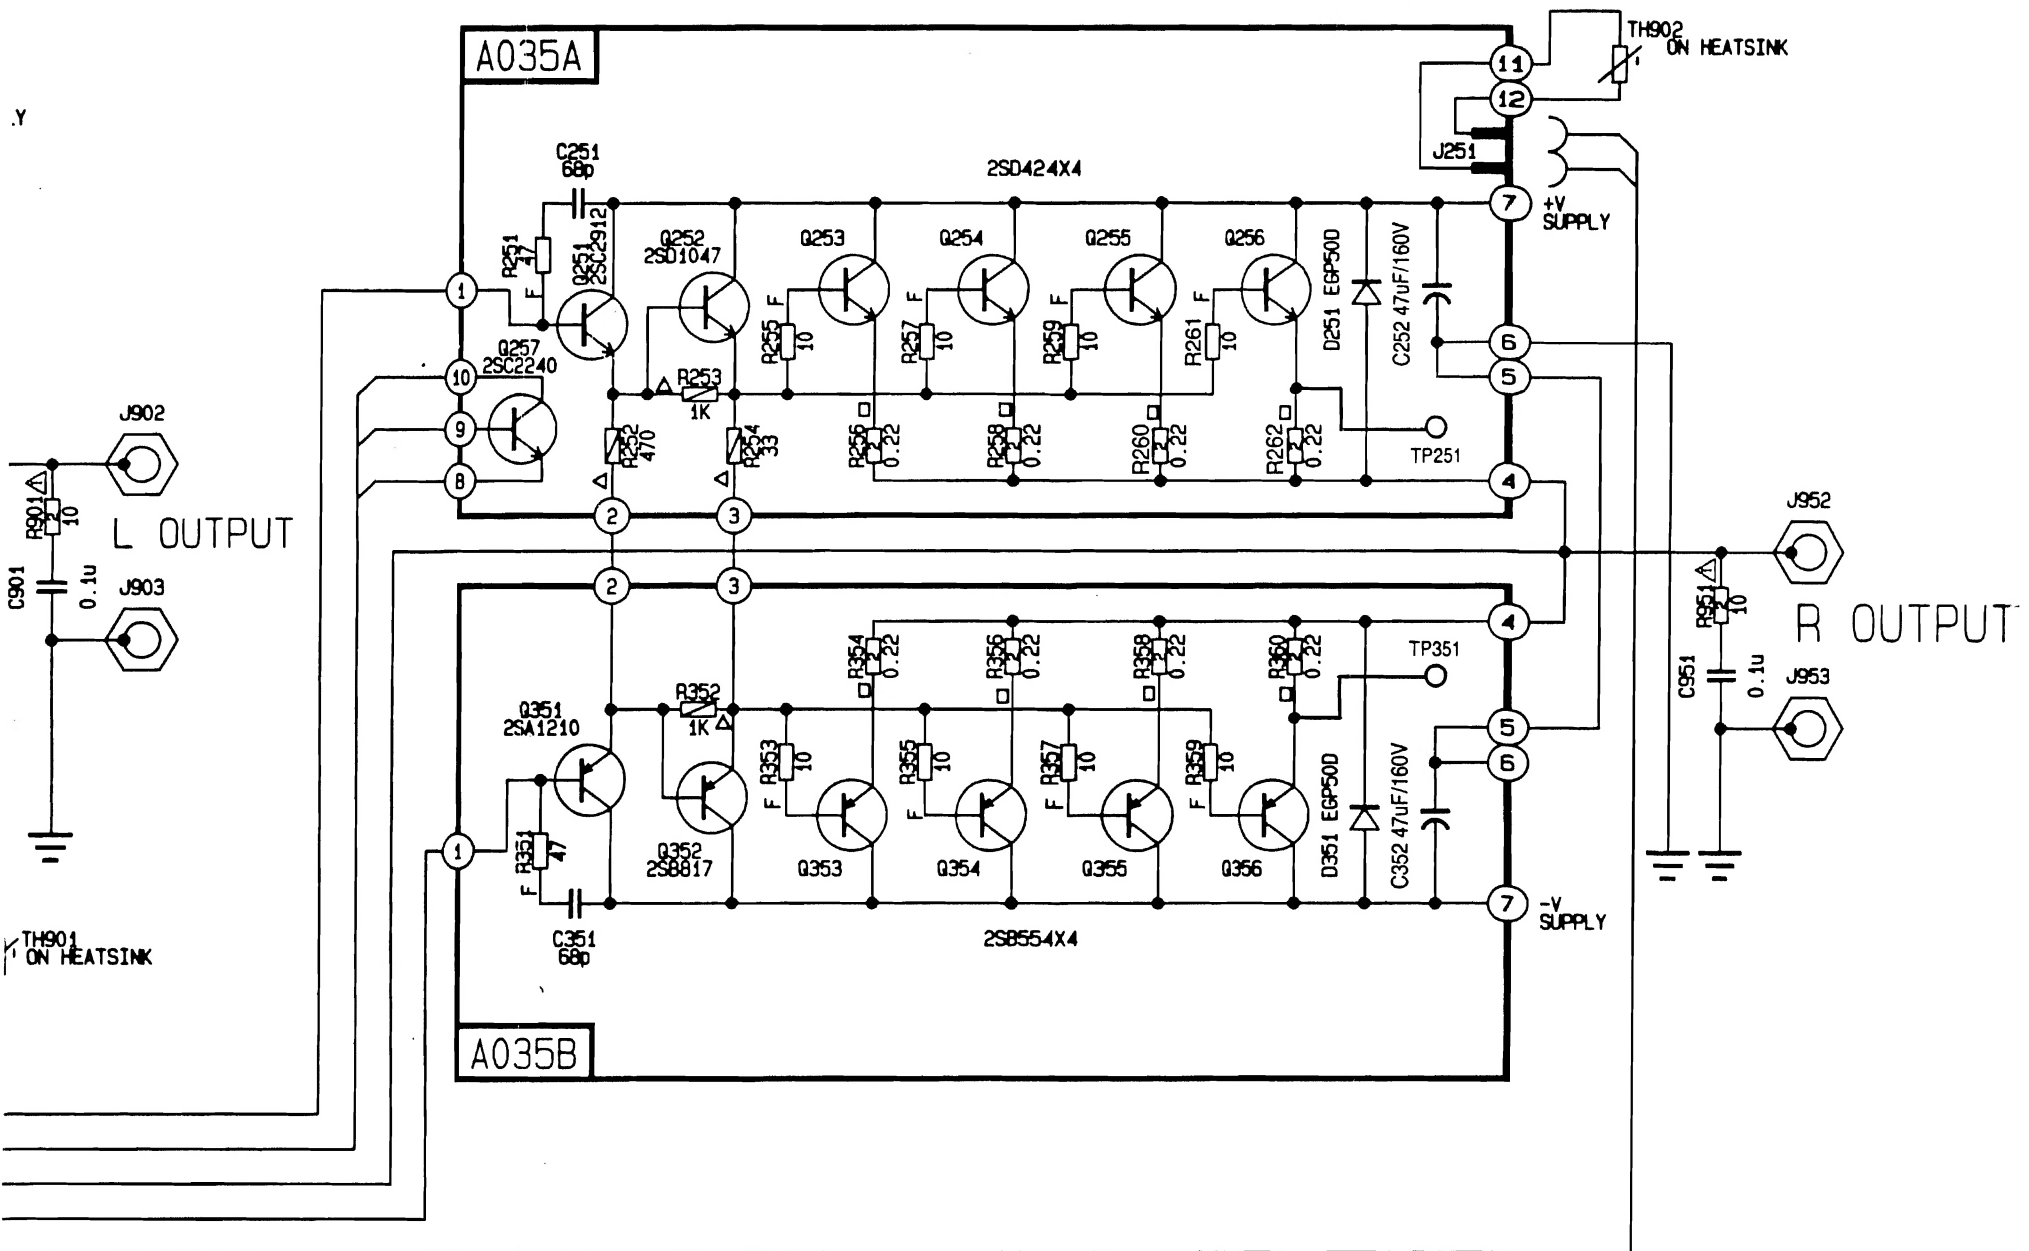 A035A
TH902
ON HEATSINK
11
12
.Y
J251
C251
68p
2SD424X4
7
+V
SUPPLY
R251
47
F
Q251
2SC2912
Q252
2SD1047
Q253
Q254
Q255
Q256
D251 EGP50D
C252 47uF/160V
1
R255
10
F
R257
10
F
R259
10
F
R261
10
F
6
5
Q257
2SC2240
10
9
8
R253
1K
R252
470
R254
33
R256
0.22
R258
0.22
R260
0.22
R262
0.22
TP251
4
J902
R901
10
L OUTPUT
C901
0.1u
J903
2
3
J952
R951
10
R OUTPUT
C951
0.1u
J953
2
3
4
R354
0.22
R356
0.22
R358
0.22
R360
0.22
TP351
Q351
2SA1210
R352
1K
R353
10
F
R355
10
F
R357
10
F
R359
10
F
5
6
1
R351
47
F
Q352
2SB817
Q353
Q354
Q355
Q356
D351 EGP50D
C352 47uF/160V
7
-V
SUPPLY
C351
68p
2SB554X4
TH901
ON HEATSINK
A035B